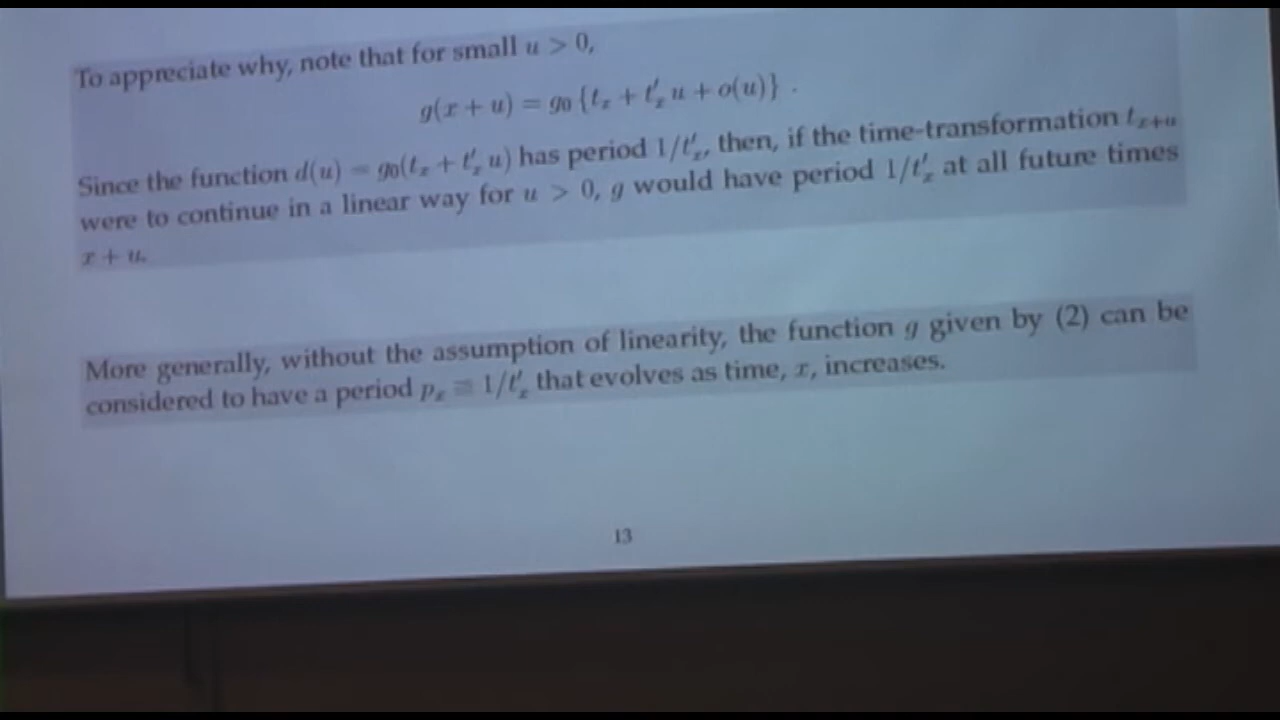 To appreciate why, note that for small u > 0,
g(x + u) = g₀ {tₓ + t′ₓ u + o(u)} .
Since the function d(u) = g₀(tₓ + t′ₓ u) has period 1/t′ₓ, then, if the time-transformation tₓ₊ᵤ
were to continue in a linear way for u > 0, g would have period 1/t′ₓ at all future times
x + u.
More generally, without the assumption of linearity, the function g given by (2) can be
considered to have a period pₓ ≡ 1/t′ₓ that evolves as time, x, increases.
13